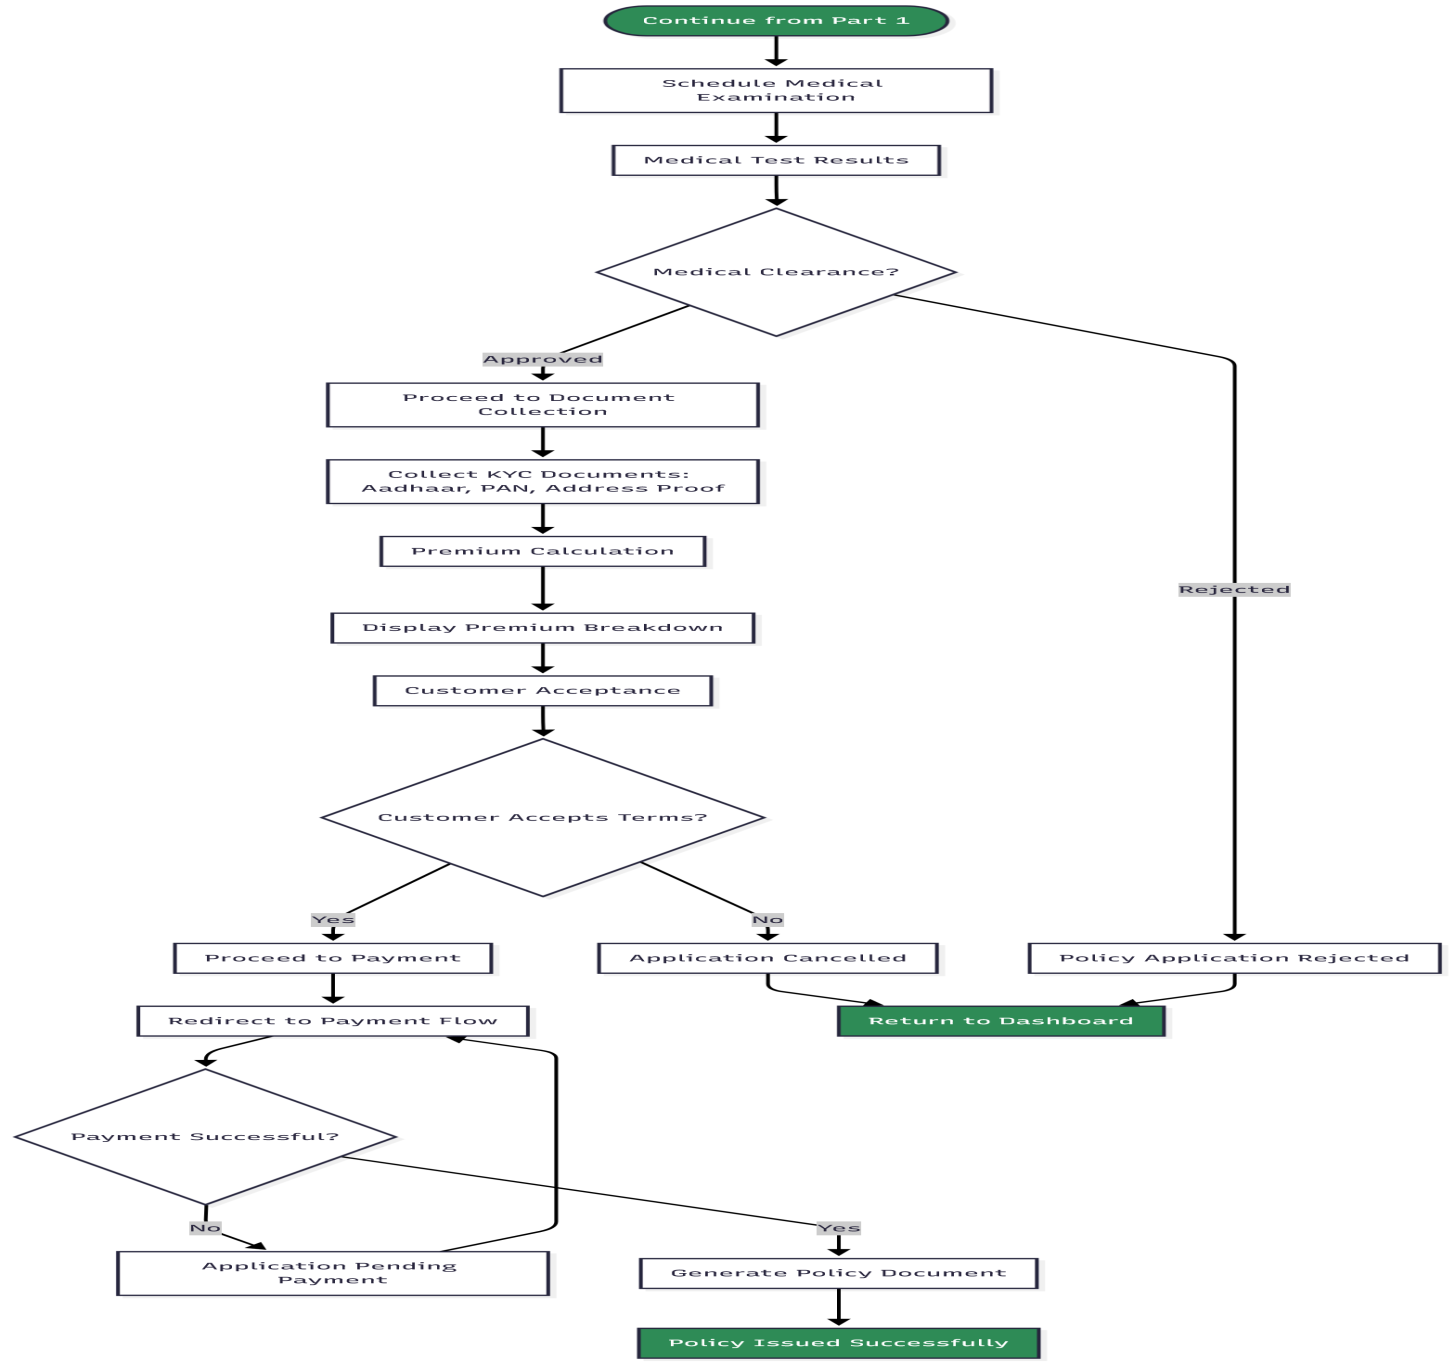 Continue from Part 1
Schedule Medical
Examination
Medical Test Results
Medical Clearance?
Approved
Proceed to Document
Collection
Collect KYC Documents:
Aadhaar, PAN, Address Proof
Premium Calculation
Rejected
Display Premium Breakdown
Customer Acceptance
Customer Accepts Terms?
Yes
No
Proceed to Payment
Application Cancelled
Policy Application Rejected
Redirect to Payment Flow
Return to Dashboard
Payment Successful?
No
Yes
Application Pending
Payment
Generate Policy Document
Policy Issued Successfully